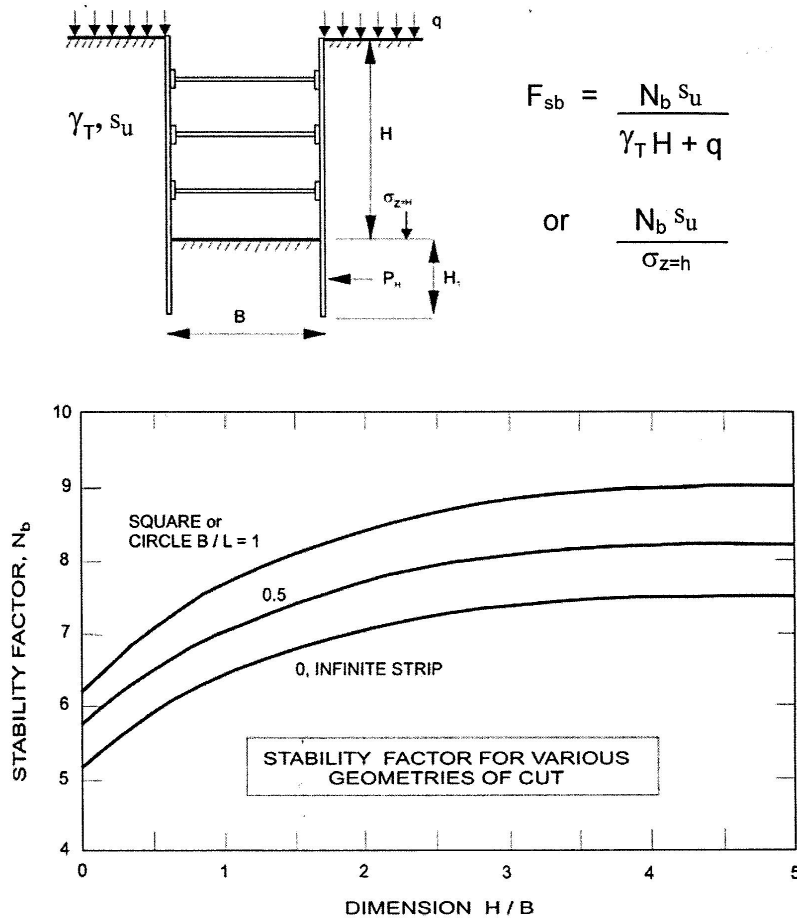 q
γT, su
H
σz=H
PH
H1
B
Fsb = Nb su / γT H + q
or Nb su / σz=h
10
9
8
7
6
5
4
STABILITY FACTOR, Nb
SQUARE or
CIRCLE B / L = 1
0.5
0, INFINITE STRIP
STABILITY FACTOR FOR VARIOUS
GEOMETRIES OF CUT
0 1 2 3 4 5
DIMENSION H / B